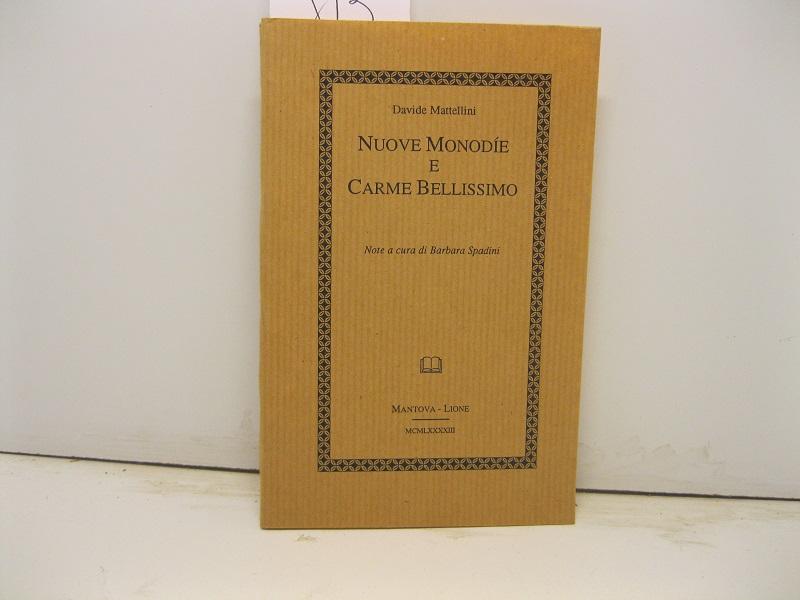 Davide Mattellini
NUOVE MONODÍE
E
CARME BELLISSIMO
Note a cura di Barbara Spadini
MANTOVA - LIONE
MCMLXXXXIII